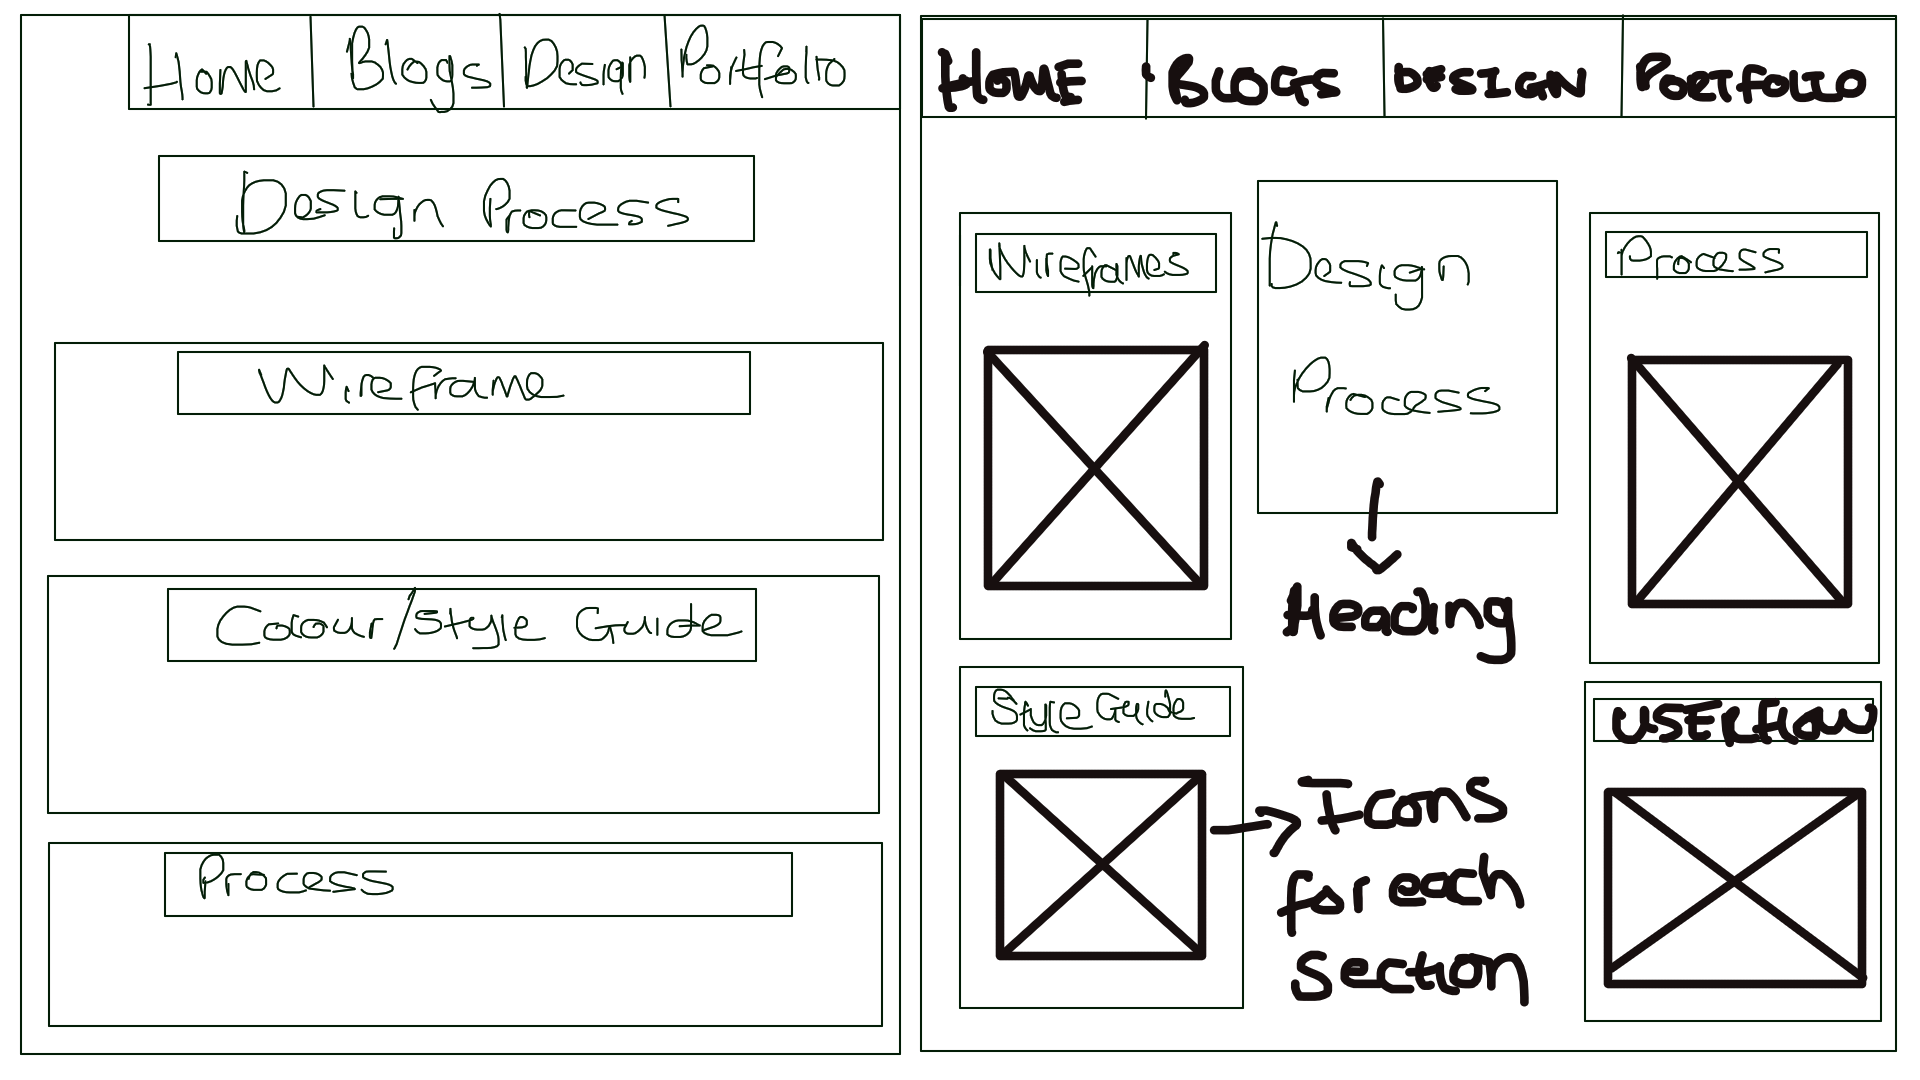 Home Blogs Design Portfolio
Design Process
Wireframe
Colour/Style Guide
Process
HOME BLOGS DESIGN PORTFOLIO
Wireframes
Design
Process
Heading
Process
Style Guide
Icons
for each
section
USERFLOW